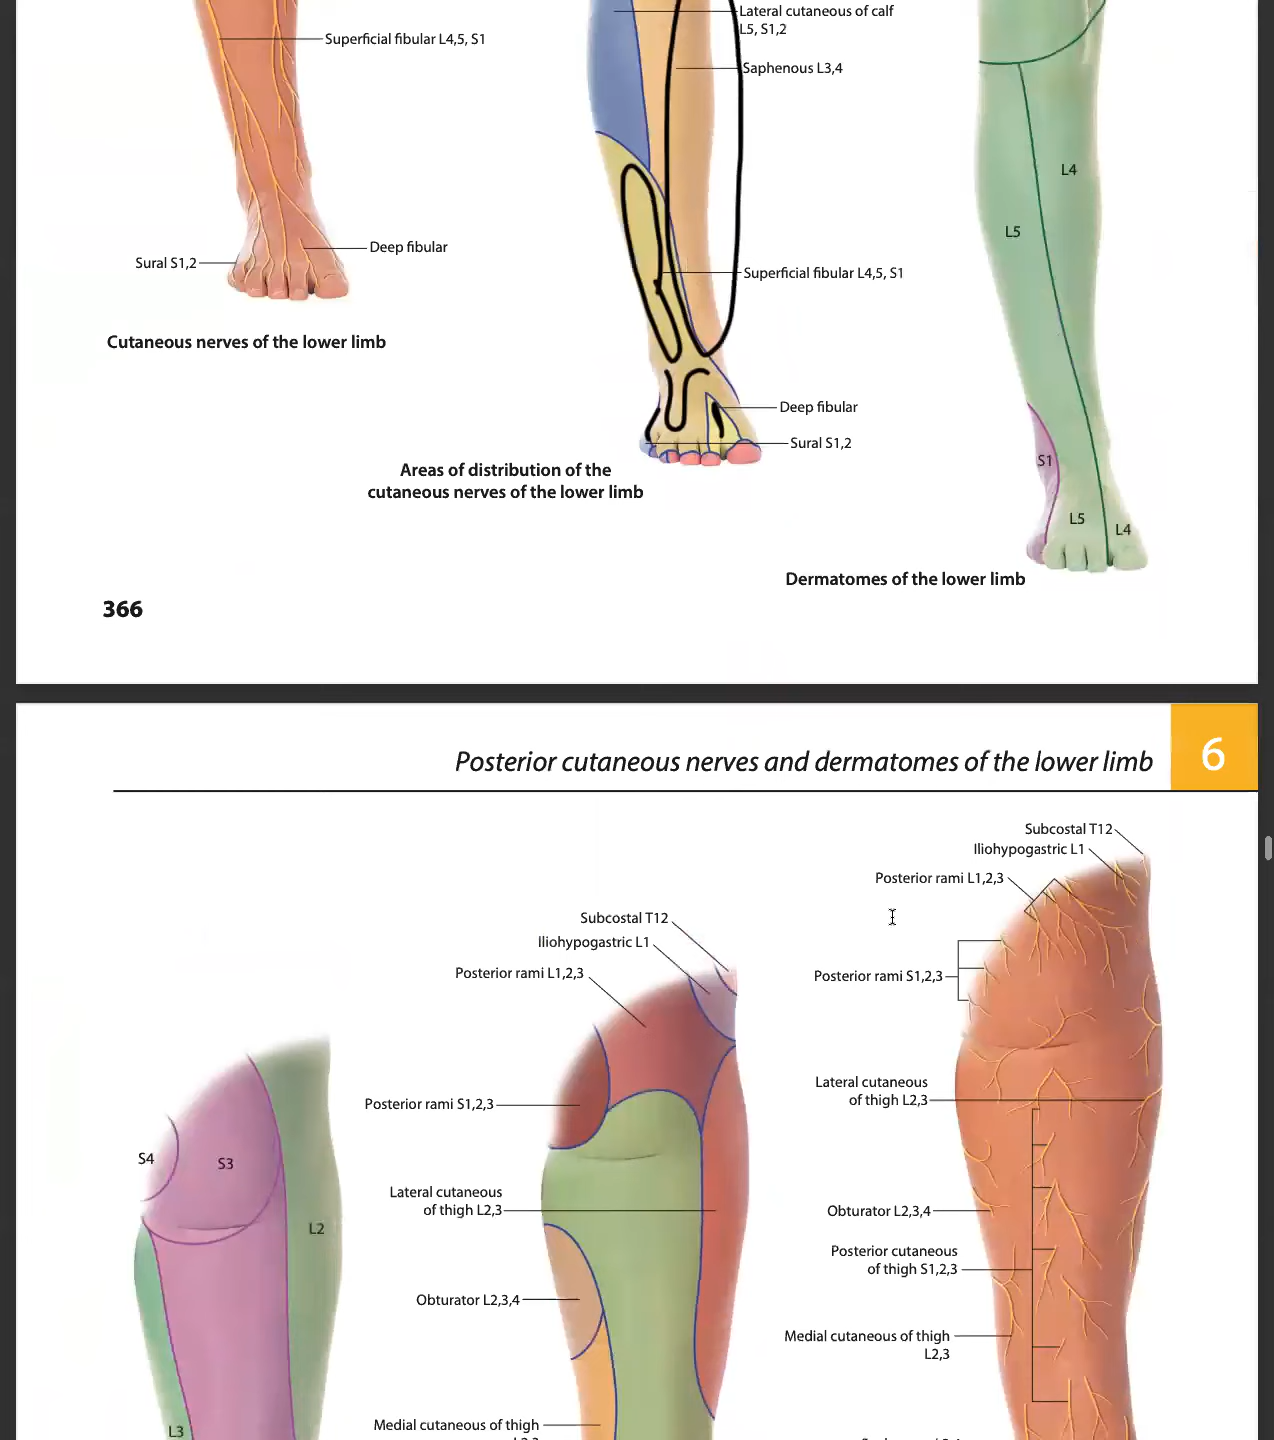 Lateral cutaneous of calf
L5, S1,2
Superficial fibular L4,5, S1
Saphenous L3,4
L4
L5
Deep fibular
Sural S1,2
Superficial fibular L4,5, S1
Cutaneous nerves of the lower limb
Deep fibular
Sural S1,2
Areas of distribution of the
cutaneous nerves of the lower limb
S1
L5
L4
Dermatomes of the lower limb
366
Posterior cutaneous nerves and dermatomes of the lower limb
6
Subcostal T12
Iliohypogastric L1
Posterior rami L1,2,3
Posterior rami S1,2,3
Lateral cutaneous
of thigh L2,3
Obturator L2,3,4
Posterior cutaneous
of thigh S1,2,3
Medial cutaneous of thigh
L2,3
Subcostal T12
Iliohypogastric L1
Posterior rami L1,2,3
Posterior rami S1,2,3
Lateral cutaneous
of thigh L2,3
Obturator L2,3,4
Medial cutaneous of thigh
S4
S3
L2
L3